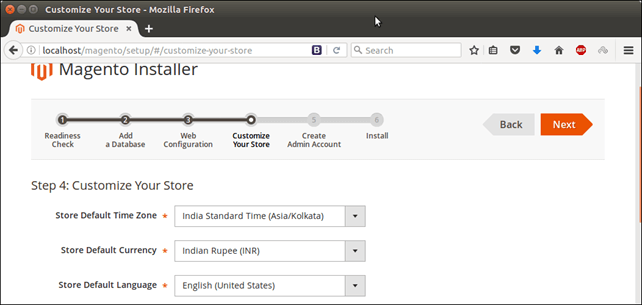 Customize Your Store - Mozilla Firefox
Customize Your Store
localhost/magento/setup/#/customize-your-store
B
Search
ABP
Magento Installer
1
2
3
5
6
Readiness Check
Add a Database
Web Configuration
Customize Your Store
Create Admin Account
Install
Back
Next
Step 4: Customize Your Store
Store Default Time Zone * India Standard Time (Asia/Kolkata)
Store Default Currency * Indian Rupee (INR)
Store Default Language * English (United States)